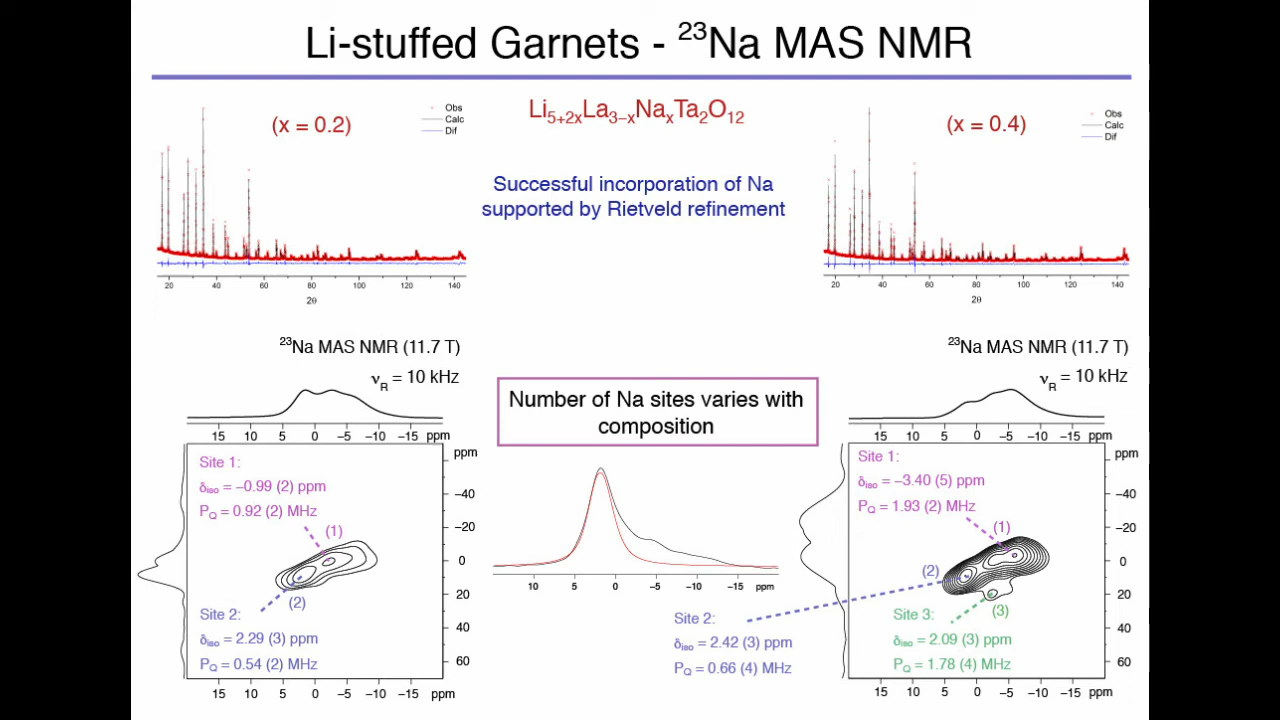 Li-stuffed Garnets - ²³Na MAS NMR
(x = 0.2)
Obs
Calc
Dif
20 40 60 80 100 120 140
2θ
Li₅₊₂ₓLa₃₋ₓNaₓTa₂O₁₂
Successful incorporation of Na
supported by Rietveld refinement
(x = 0.4)
Obs
Calc
Dif
20 40 60 80 100 120 140
2θ
²³Na MAS NMR (11.7 T)
νR = 10 kHz
15 10 5 0 -5 -10 -15 ppm
ppm
-40
-20
0
20
40
60
Site 1:
δiso = −0.99 (2) ppm
PQ = 0.92 (2) MHz
(1)
(2)
Site 2:
δiso = 2.29 (3) ppm
PQ = 0.54 (2) MHz
15 10 5 0 -5 -10 -15 ppm
Number of Na sites varies with
composition
10 5 0 -5 -10 -15 ppm
²³Na MAS NMR (11.7 T)
νR = 10 kHz
15 10 5 0 -5 -10 -15 ppm
ppm
-40
-20
0
20
40
60
Site 1:
δiso = −3.40 (5) ppm
PQ = 1.93 (2) MHz
(1)
(2)
(3)
Site 2:
δiso = 2.42 (3) ppm
PQ = 0.66 (4) MHz
Site 3:
δiso = 2.09 (3) ppm
PQ = 1.78 (4) MHz
15 10 5 0 -5 -10 -15 ppm